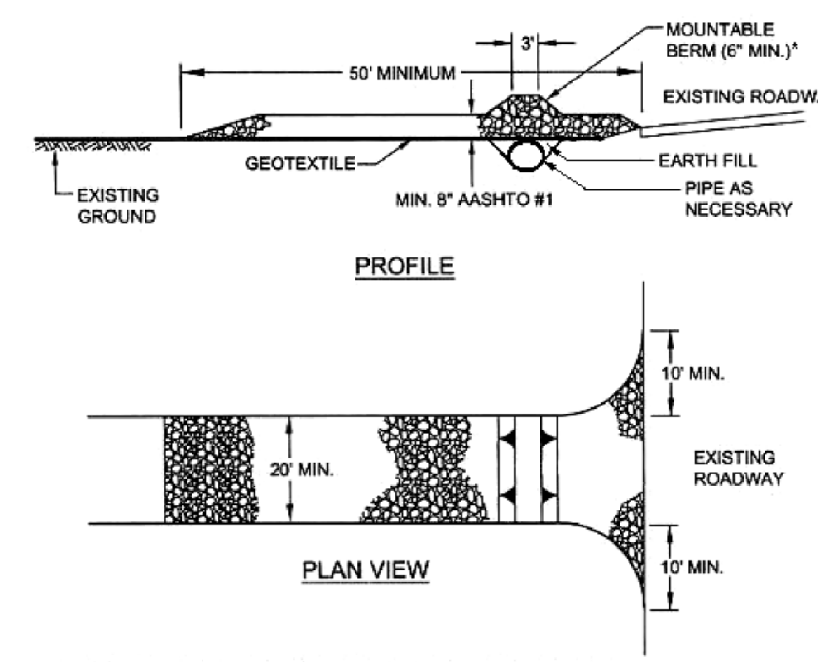 3'
MOUNTABLE
BERM (6" MIN.)*
50' MINIMUM
EXISTING ROADW
GEOTEXTILE
EARTH FILL
EXISTING
GROUND
MIN. 8" AASHTO #1
PIPE AS
NECESSARY
PROFILE
10' MIN.
20' MIN.
EXISTING
ROADWAY
PLAN VIEW
10' MIN.